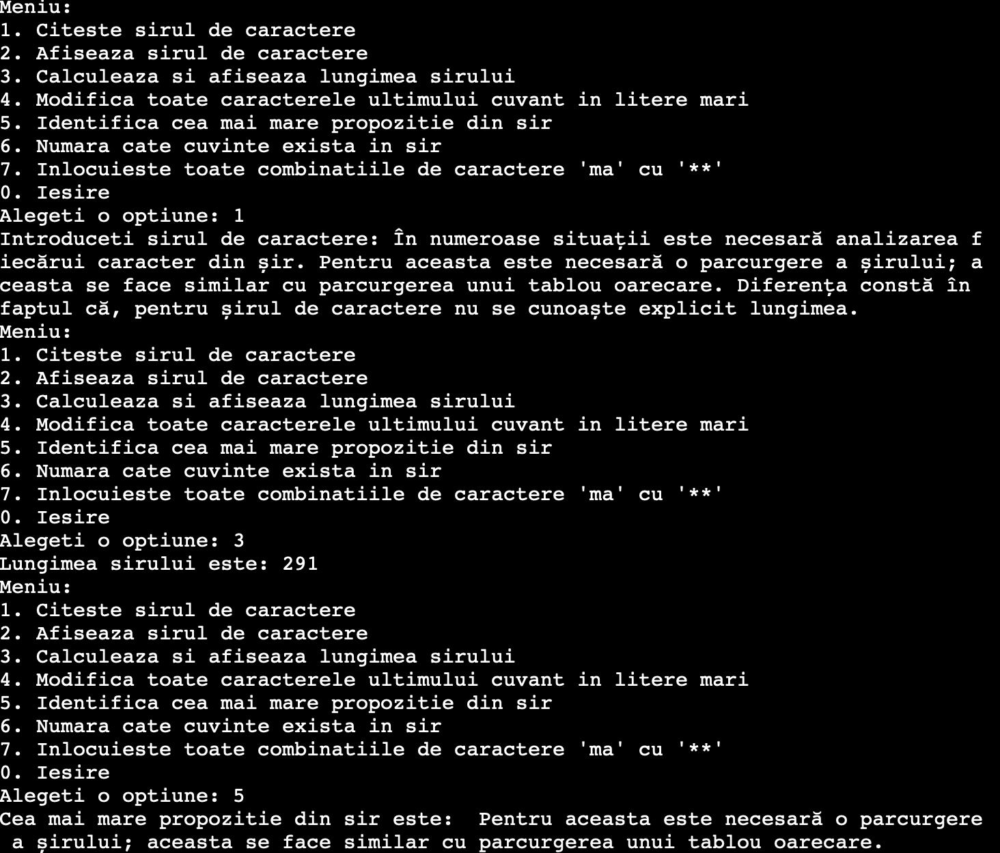 Meniu:
1. Citeste sirul de caractere
2. Afiseaza sirul de caractere
3. Calculeaza si afiseaza lungimea sirului
4. Modifica toate caracterele ultimului cuvant in litere mari
5. Identifica cea mai mare propozitie din sir
6. Numara cate cuvinte exista in sir
7. Inlocuieste toate combinatiile de caractere 'ma' cu '**'
0. Iesire
Alegeti o optiune: 1
Introduceti sirul de caractere: În numeroase situații este necesară analizarea f
iecărui caracter din șir. Pentru aceasta este necesară o parcurgere a șirului; a
ceasta se face similar cu parcurgerea unui tablou oarecare. Diferența constă în
faptul că, pentru șirul de caractere nu se cunoaște explicit lungimea.
Meniu:
1. Citeste sirul de caractere
2. Afiseaza sirul de caractere
3. Calculeaza si afiseaza lungimea sirului
4. Modifica toate caracterele ultimului cuvant in litere mari
5. Identifica cea mai mare propozitie din sir
6. Numara cate cuvinte exista in sir
7. Inlocuieste toate combinatiile de caractere 'ma' cu '**'
0. Iesire
Alegeti o optiune: 3
Lungimea sirului este: 291
Meniu:
1. Citeste sirul de caractere
2. Afiseaza sirul de caractere
3. Calculeaza si afiseaza lungimea sirului
4. Modifica toate caracterele ultimului cuvant in litere mari
5. Identifica cea mai mare propozitie din sir
6. Numara cate cuvinte exista in sir
7. Inlocuieste toate combinatiile de caractere 'ma' cu '**'
0. Iesire
Alegeti o optiune: 5
Cea mai mare propozitie din sir este:  Pentru aceasta este necesară o parcurgere
 a șirului; aceasta se face similar cu parcurgerea unui tablou oarecare.